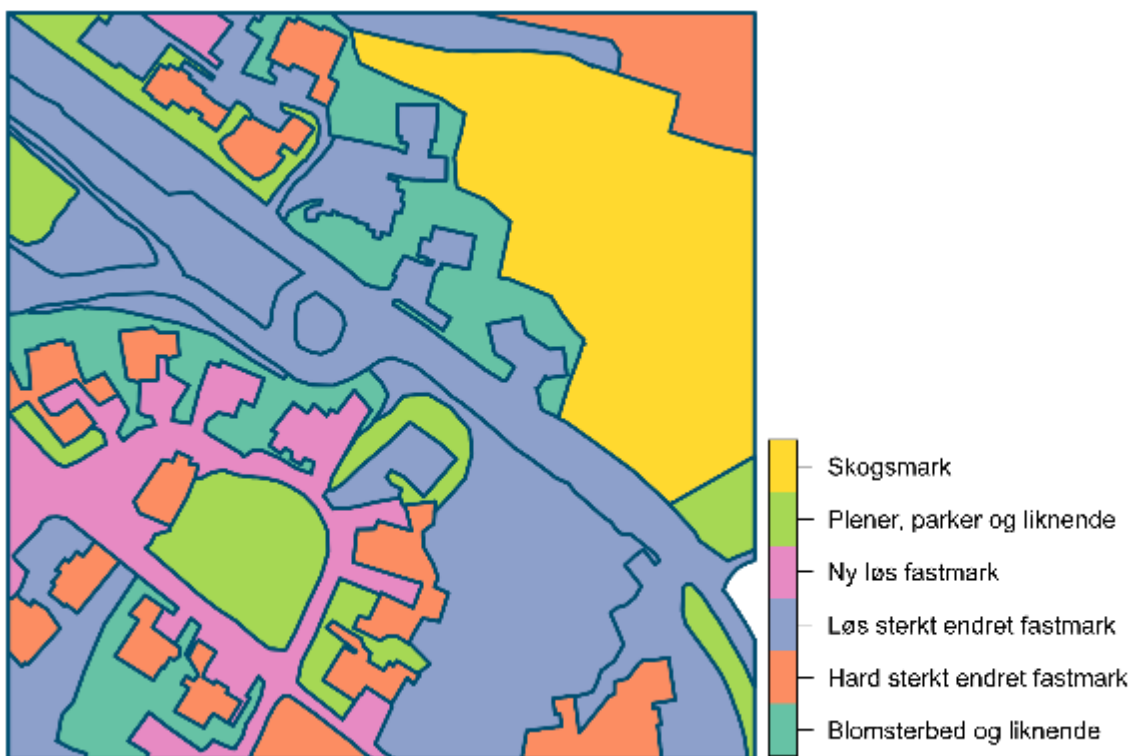 Skogsmark
Plener, parker og liknende
Ny løs fastmark
Løs sterkt endret fastmark
Hard sterkt endret fastmark
Blomsterbed og liknende